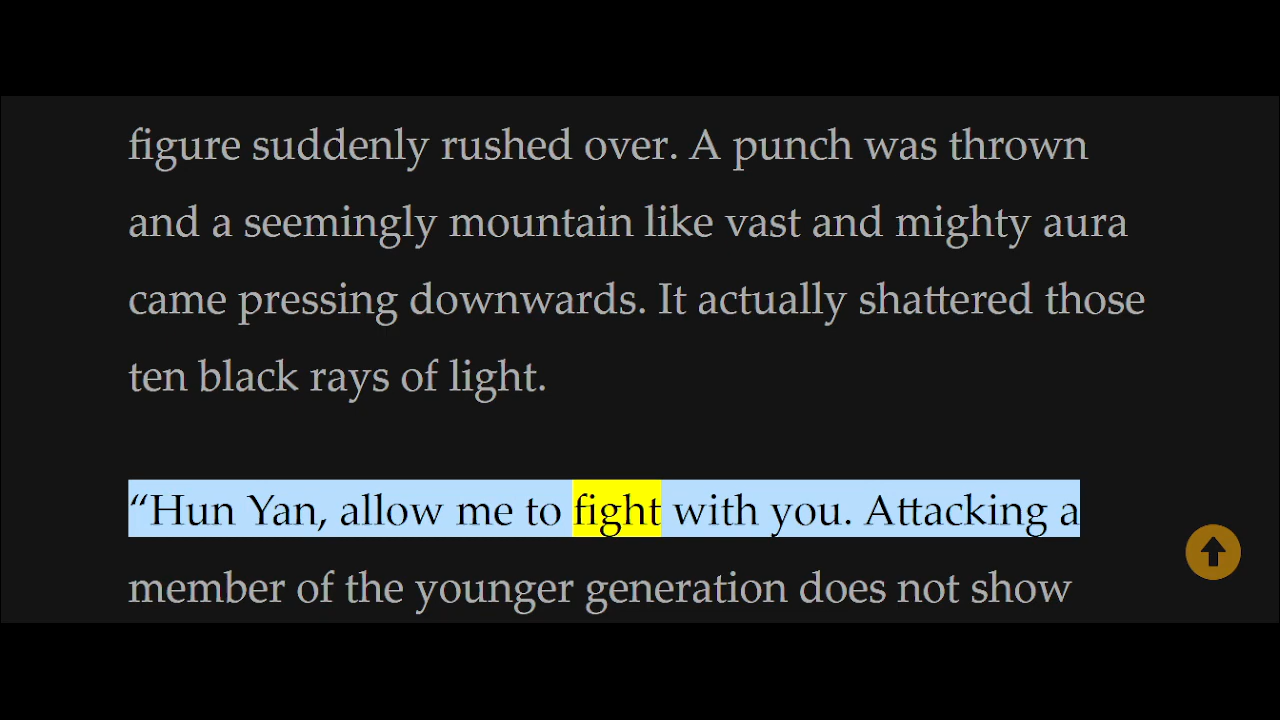 figure suddenly rushed over. A punch was thrown
and a seemingly mountain like vast and mighty aura
came pressing downwards. It actually shattered those
ten black rays of light.
“Hun Yan, allow me to fight with you. Attacking a
member of the younger generation does not show